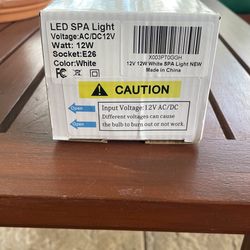 LED SPA Light
Voltage:AC/DC12V
Watt: 12W
Socket:E26
Color:White
X003P70GGH
12V 12W White SPA Light NEW
Made in China
CAUTION
Open
Input Voltage:12V AC/DC
Different voltages can cause
the bulb to burn out or not work.